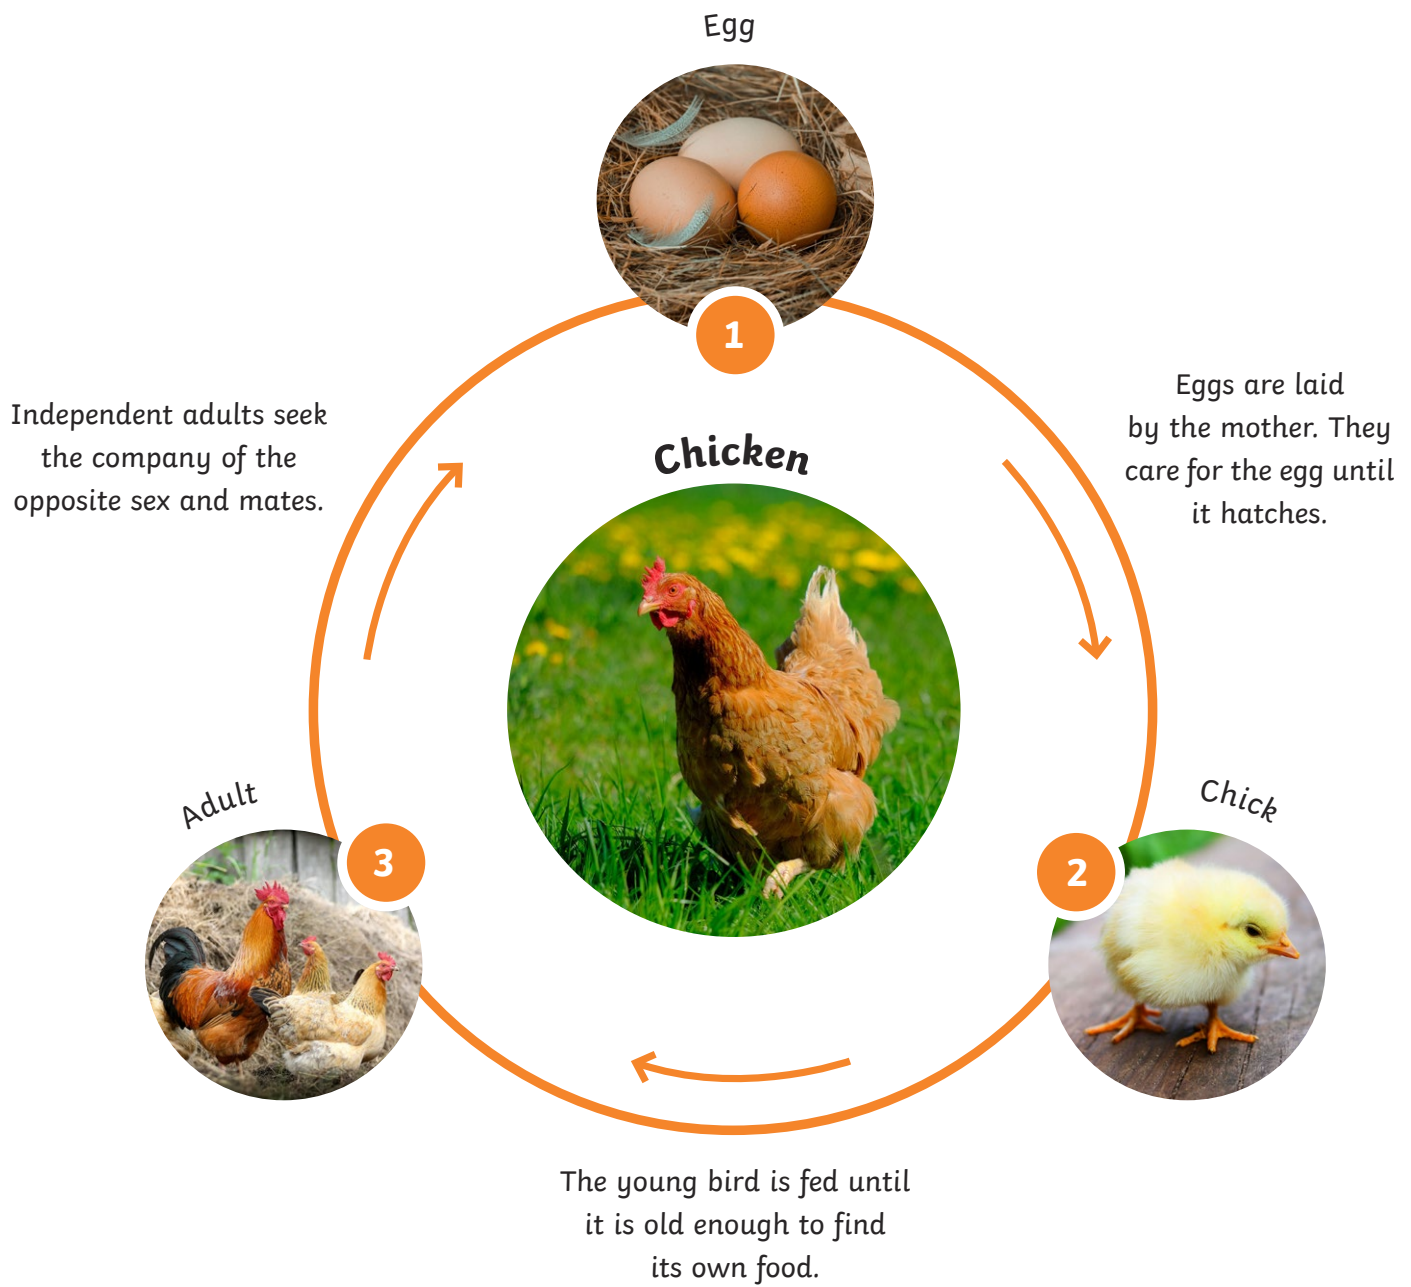 Egg
1
Eggs are laid
by the mother. They
care for the egg until
it hatches.
Chick
2
The young bird is fed until
it is old enough to find
its own food.
Adult
3
Independent adults seek
the company of the
opposite sex and mates.
Chicken